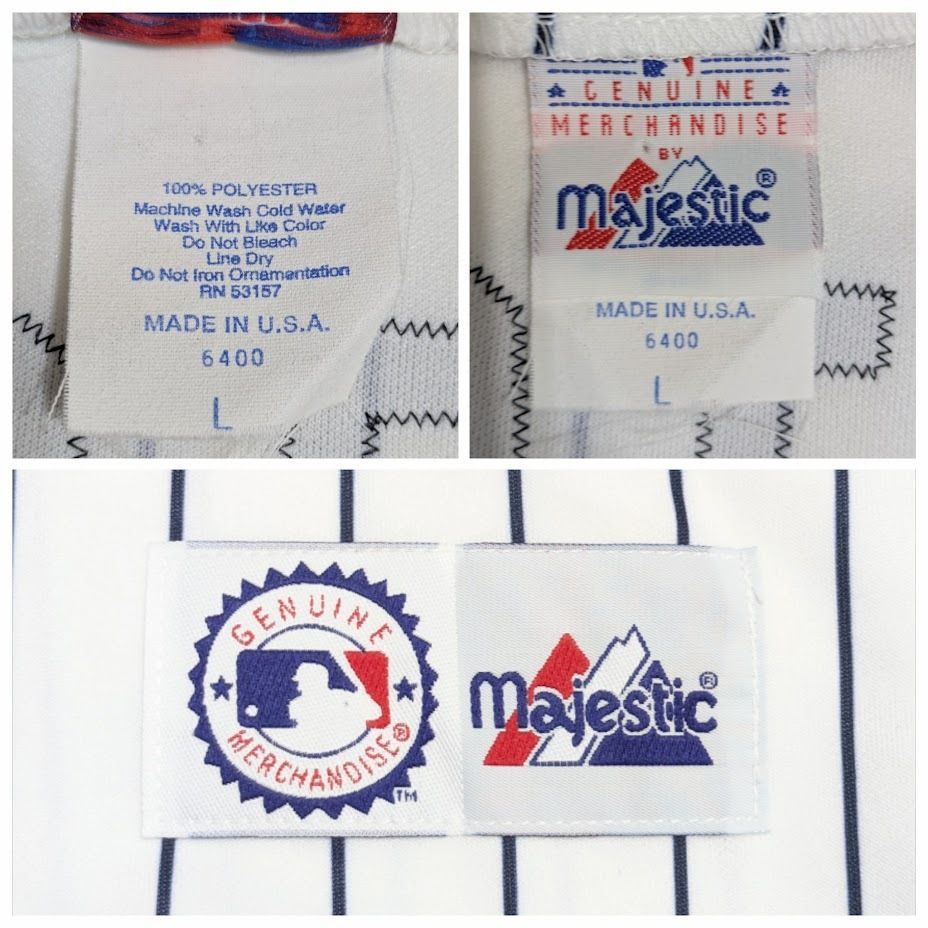 100% POLYESTER
Machine Wash Cold Water
Wash With Like Color
Do Not Bleach
Line Dry
Do Not Iron Ornamentation
RN 53157
MADE IN U.S.A.
6400
L
GENUINE
MERCHANDISE
BY
Majestic®
MADE IN U.S.A.
6400
L
GENUINE
MERCHANDISE®
TM
Majestic®